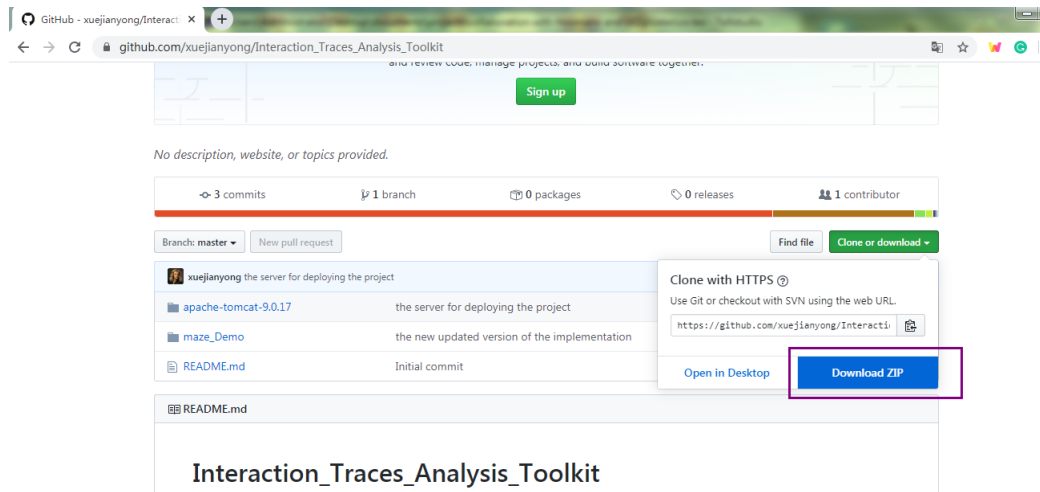 GitHub - xuejianyong/Interacti
github.com/xuejianyong/Interaction_Traces_Analysis_Toolkit
and review code, manage projects, and build software together.
Sign up
No description, website, or topics provided.
3 commits 1 branch 0 packages 0 releases 1 contributor
Branch: master New pull request Find file Clone or download
xuejianyong the server for deploying the project
apache-tomcat-9.0.17 the server for deploying the project
maze_Demo the new updated version of the implementation
README.md Initial commit
Clone with HTTPS
Use Git or checkout with SVN using the web URL.
https://github.com/xuejianyong/Interacti
Open in Desktop Download ZIP
README.md
Interaction_Traces_Analysis_Toolkit